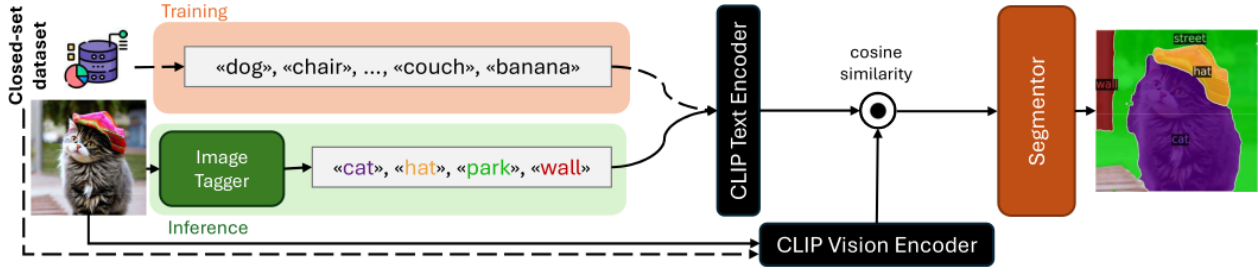 Training
Closed-set
dataset
«dog», «chair», ..., «couch», «banana»
Image
Tagger
«cat», «hat», «park», «wall»
Inference
CLIP Text Encoder
cosine
similarity
CLIP Vision Encoder
Segmentor
street
hat
wall
cat